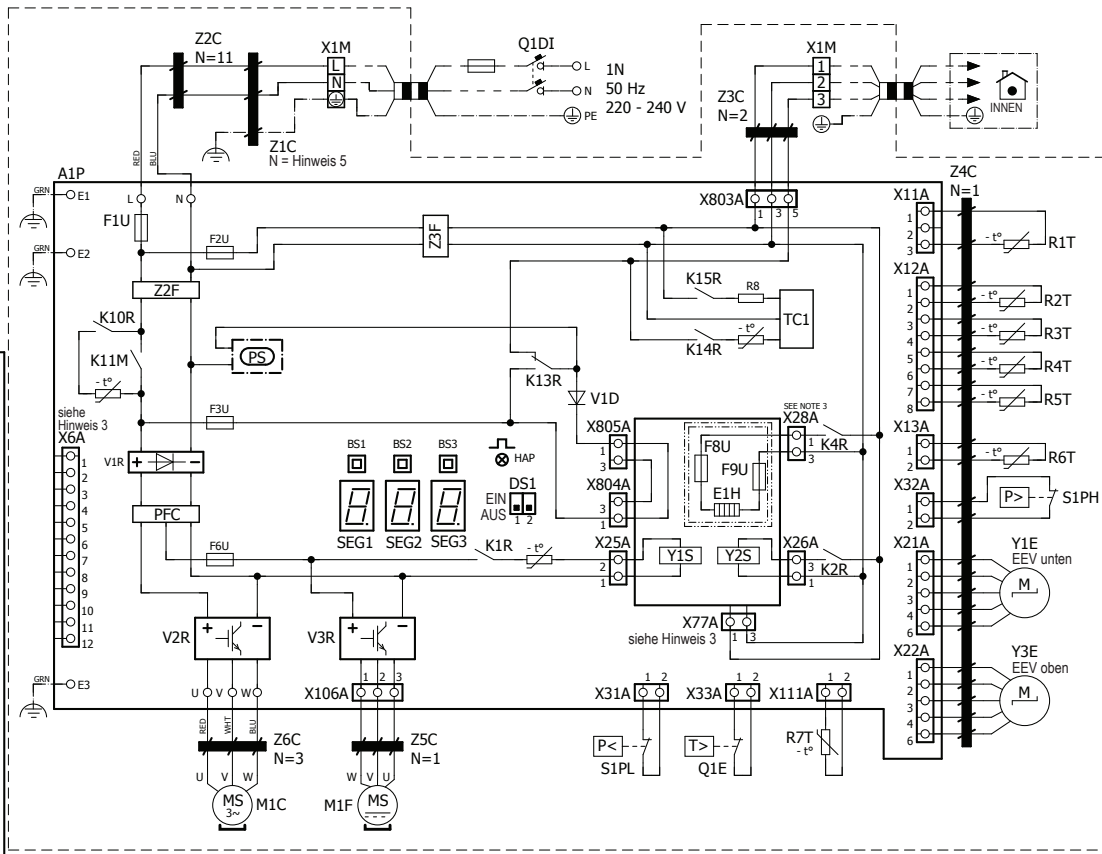 Z2C
N=11
X1M
L
N
Q1DI
L
N
PE
1N
50 Hz
220 - 240 V
Z1C
N = Hinweis 5
Z3C
N=2
X1M
1
2
3
INNEN
RED
BLU
A1P
GRN
E1
L
N
F1U
F2U
GRN
E2
Z2F
Z3F
X803A
1 3 5
Z4C
N=1
X11A
1
2
3
- t°
R1T
X12A
1
2
3
4
5
6
7
8
- t°
R2T
- t°
R3T
- t°
R4T
- t°
R5T
K10R
K11M
- t°
PS
K15R
R8
TC1
K14R
- t°
K13R
V1D
F3U
siehe
Hinweis 3
X6A
1
2
3
4
5
6
7
8
9
10
11
12
V1R
+ −
PFC
F6U
BS1
BS2
BS3
HAP
DS1
EIN
AUS
1 2
SEG1
SEG2
SEG3
K1R
- t°
X805A
1
3
X804A
3
1
X25A
2
1
F8U
F9U
E1H
Y1S
Y2S
SEE NOTE 3
X28A
1
3
K4R
X26A
3
1
K2R
X77A
1 3
siehe Hinweis 3
X13A
1
2
- t°
R6T
X32A
1
2
P>
S1PH
X21A
1
2
3
4
6
M
Y1E
EEV unten
X22A
1
2
3
4
6
M
Y3E
EEV oben
V2R
+ −
V3R
+ −
GRN
E3
U V W
RED
WHT
BLU
X106A
1 2 3
Z6C
N=3
Z5C
N=1
U V W
W V U
MS
3~
M1C
M1F
MS
X31A
1 2
P<
S1PL
X33A
1 2
T>
Q1E
X111A
1 2
R7T
- t°